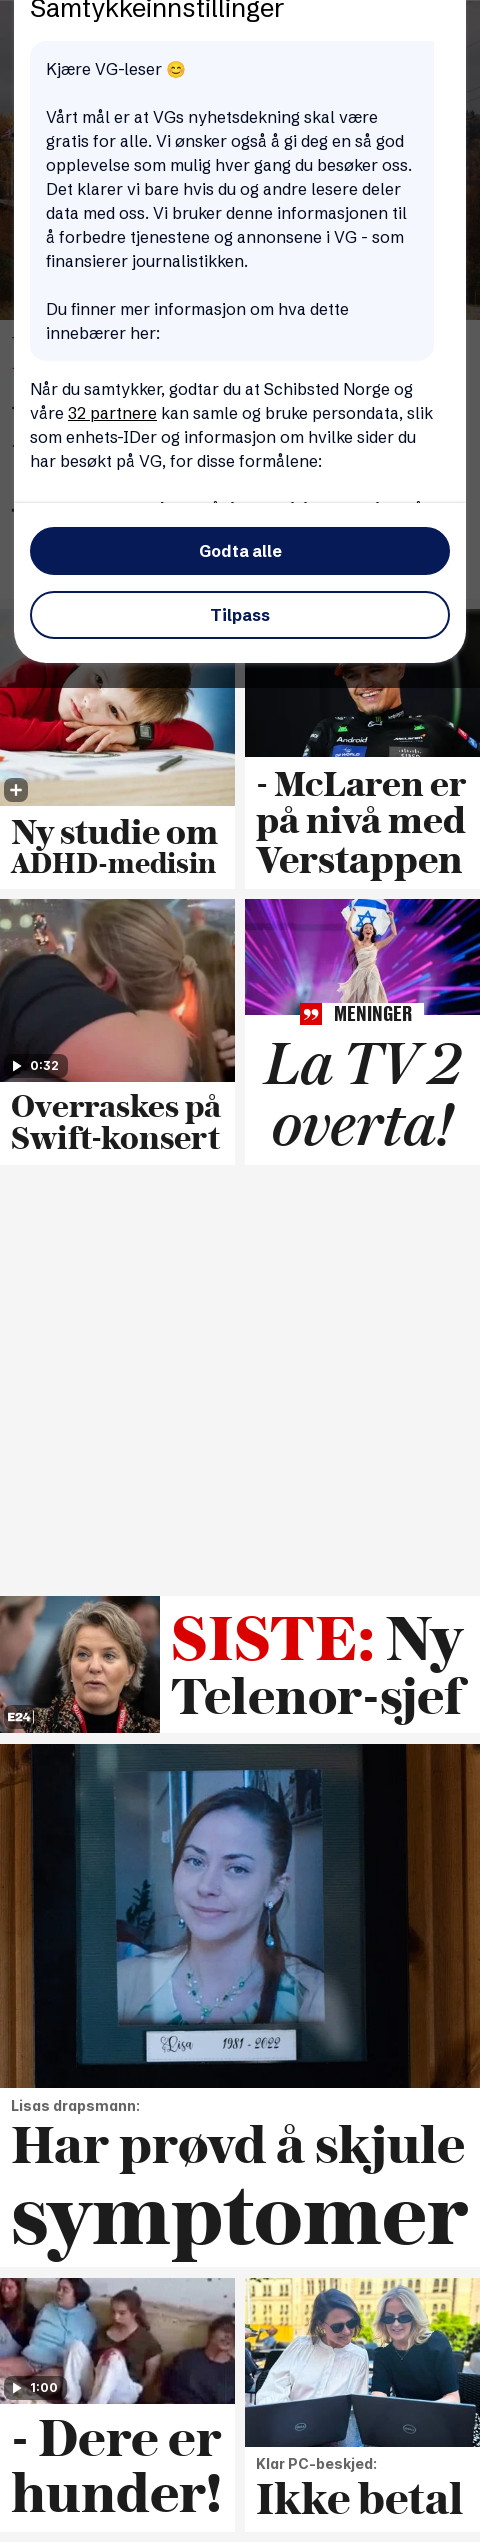 Samtykkeinnstillinger
Kjære VG-leser 😊
Vårt mål er at VGs nyhetsdekning skal være
gratis for alle. Vi ønsker også å gi deg en så god
opplevelse som mulig hver gang du besøker oss.
Det klarer vi bare hvis du og andre lesere deler
data med oss. Vi bruker denne informasjonen til
å forbedre tjenestene og annonsene i VG - som
finansierer journalistikken.
Du finner mer informasjon om hva dette
innebærer her:
Når du samtykker, godtar du at Schibsted Norge og
våre 32 partnere kan samle og bruke persondata, slik
som enhets-IDer og informasjon om hvilke sider du
har besøkt på VG, for disse formålene:
Godta alle
Tilpass
Android
Ny studie om
ADHD-medisin
- McLaren er
på nivå med
Verstappen
0:32
Overraskes på
Swift-konsert
MENINGER
La TV 2
overta!
E24
SISTE: Ny
Telenor-sjef
Lisa 1981 - 2022
Lisas drapsmann:
Har prøvd å skjule
symptomer
1:00
- Dere er
hunder!
Klar PC-beskjed:
Ikke betal